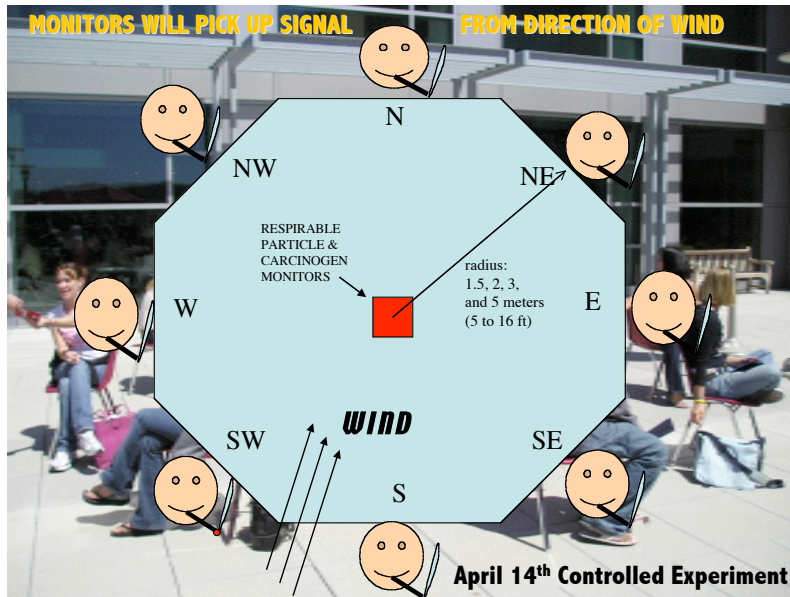 MONITORS WILL PICK UP SIGNAL FROM DIRECTION OF WIND
N
NW
NE
RESPIRABLE
PARTICLE &
CARCINOGEN
MONITORS
radius:
1.5, 2, 3,
and 5 meters
(5 to 16 ft)
W
E
WIND
SW
SE
S
April 14th Controlled Experiment